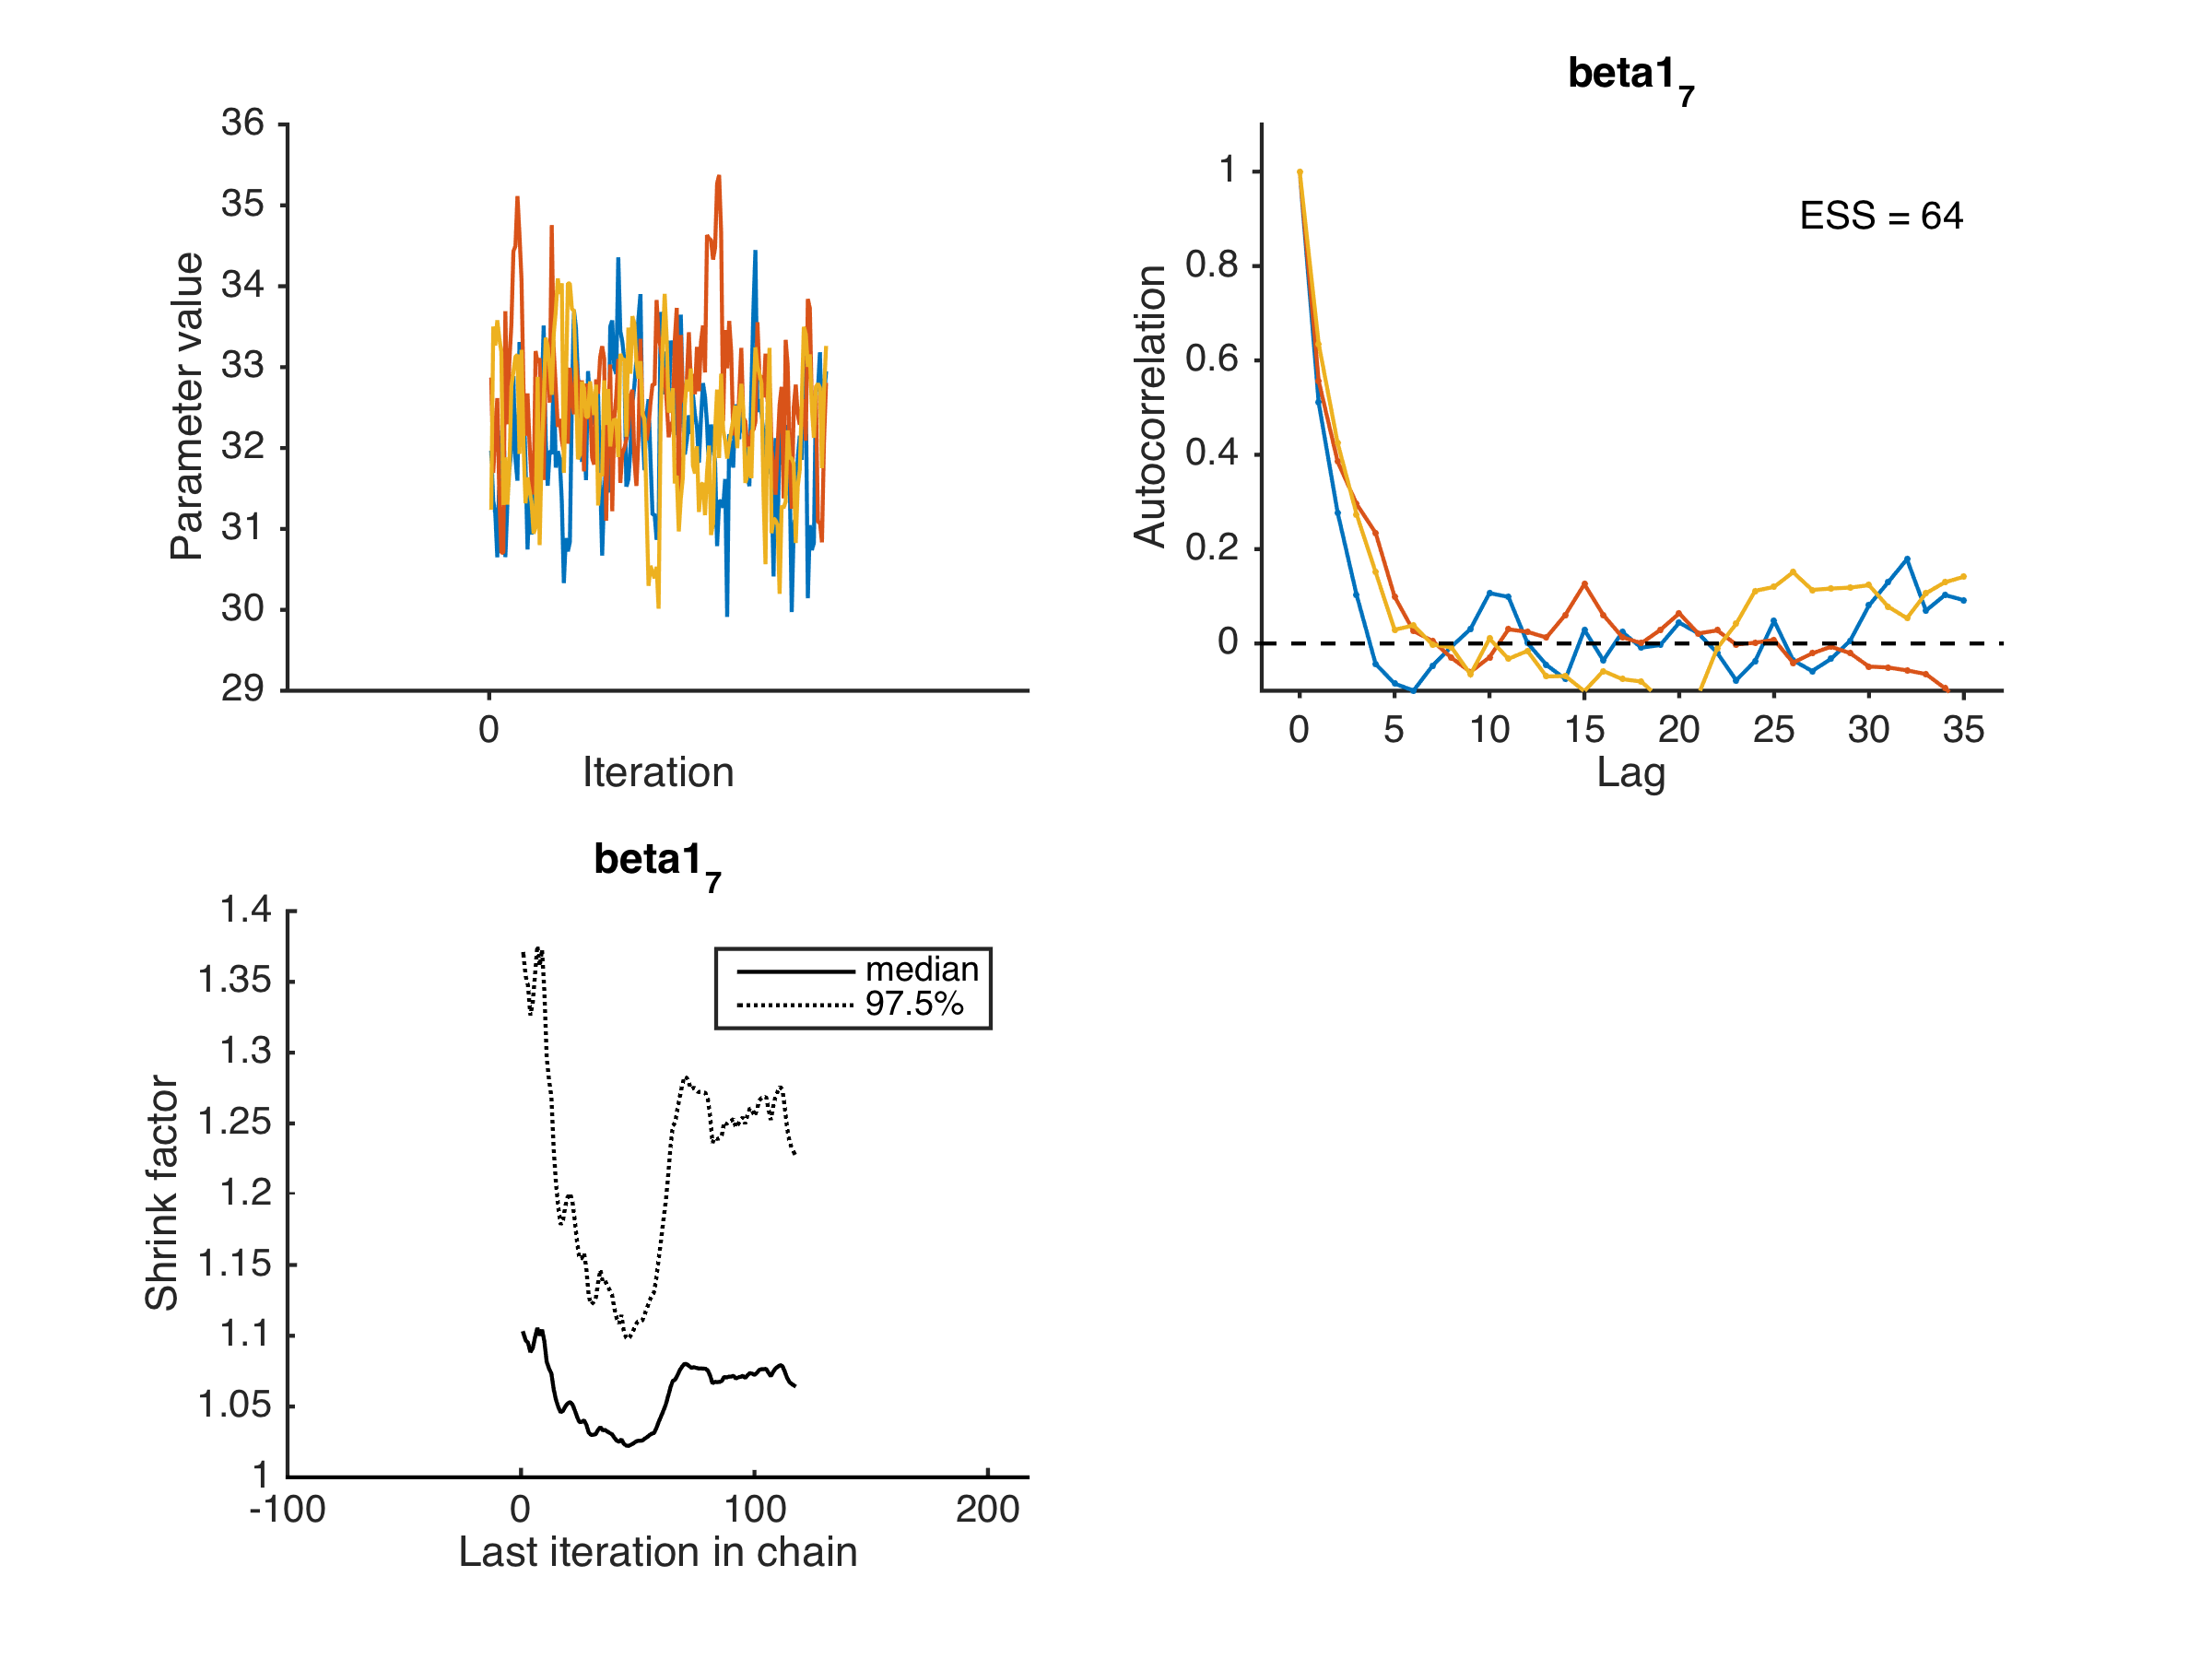 36
35
34
33
32
31
30
29
Parameter value
0
Iteration
beta1₇
1
0.8
0.6
0.4
0.2
0
Autocorrelation
ESS = 64
0 5 10 15 20 25 30 35
Lag
beta1₇
1.4
1.35
1.3
1.25
1.2
1.15
1.1
1.05
1
Shrink factor
median
97.5%
-100 0 100 200
Last iteration in chain